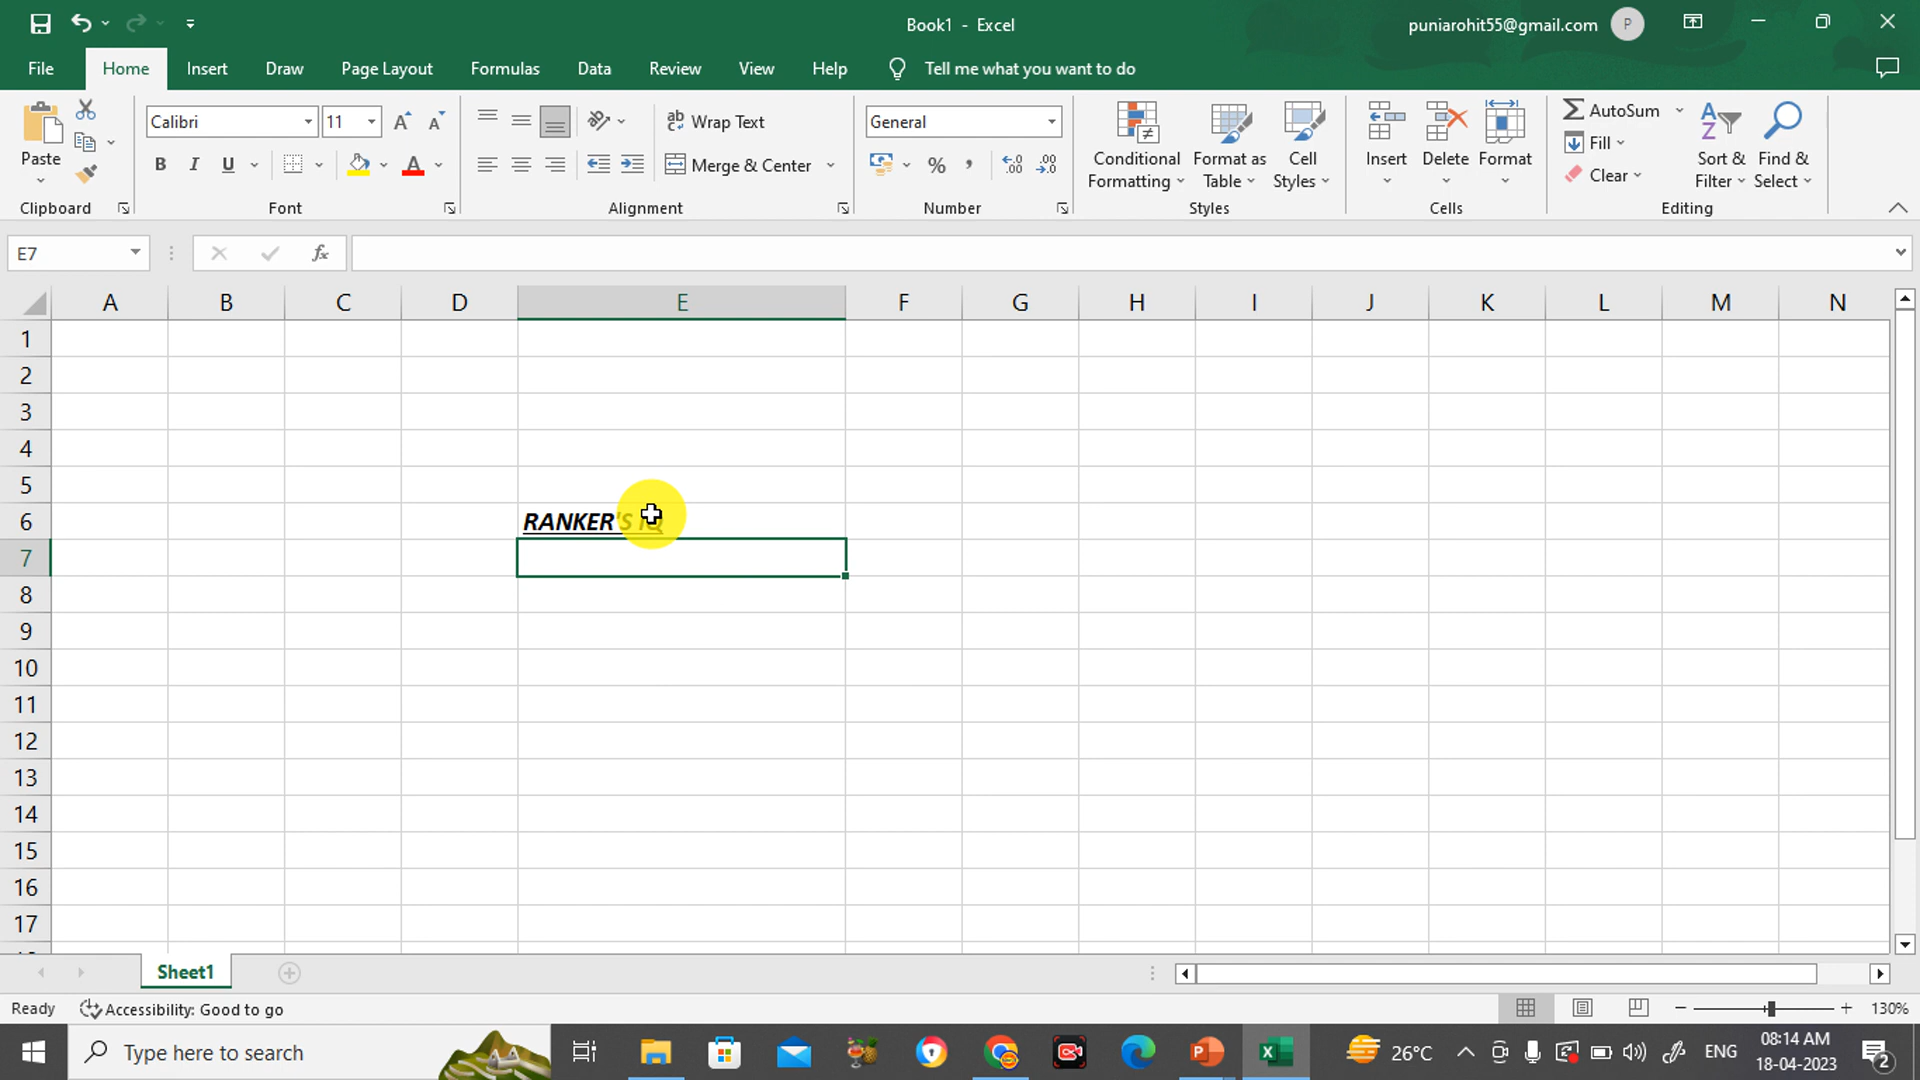 Book1 - Excel
puniarohit55@gmail.com
P
File
Home
Insert
Draw
Page Layout
Formulas
Data
Review
View
Help
Tell me what you want to do
Paste
Clipboard
Calibri
11
B I U
Font
Wrap Text
Merge & Center
Alignment
General
%
Number
Conditional Formatting
Format as Table
Cell Styles
Styles
Insert
Delete
Format
Cells
AutoSum
Fill
Clear
Sort & Filter
Find & Select
Editing
E7
fx
A B C D E F G H I J K L M N
1
2
3
4
5
6 RANKER'S IQ
7
8
9
10
11
12
13
14
15
16
17
Sheet1
Ready
Accessibility: Good to go
130%
Type here to search
26°C
ENG
08:14 AM
18-04-2023
2